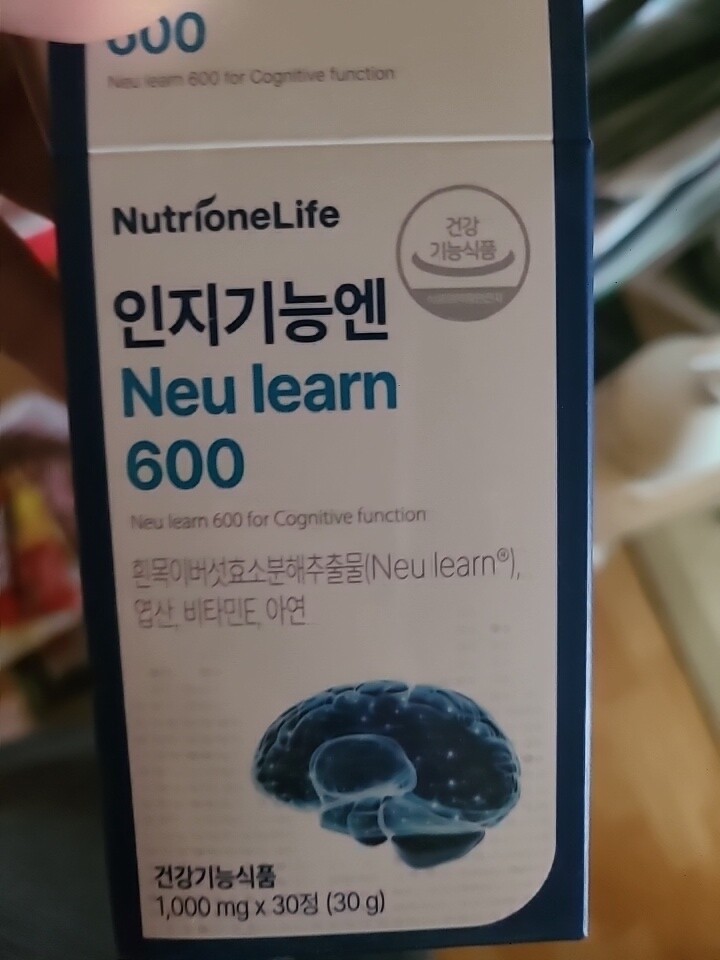 600
Neu learn 600 for Cognitive function
NutrioneLife
건강
기능식품
인지기능엔
Neu learn
600
Neu learn 600 for Cognitive function
흰목이버섯효소분해추출물(Neu learn®),
엽산, 비타민E, 아연
건강기능식품
1,000 mg x 30정 (30 g)